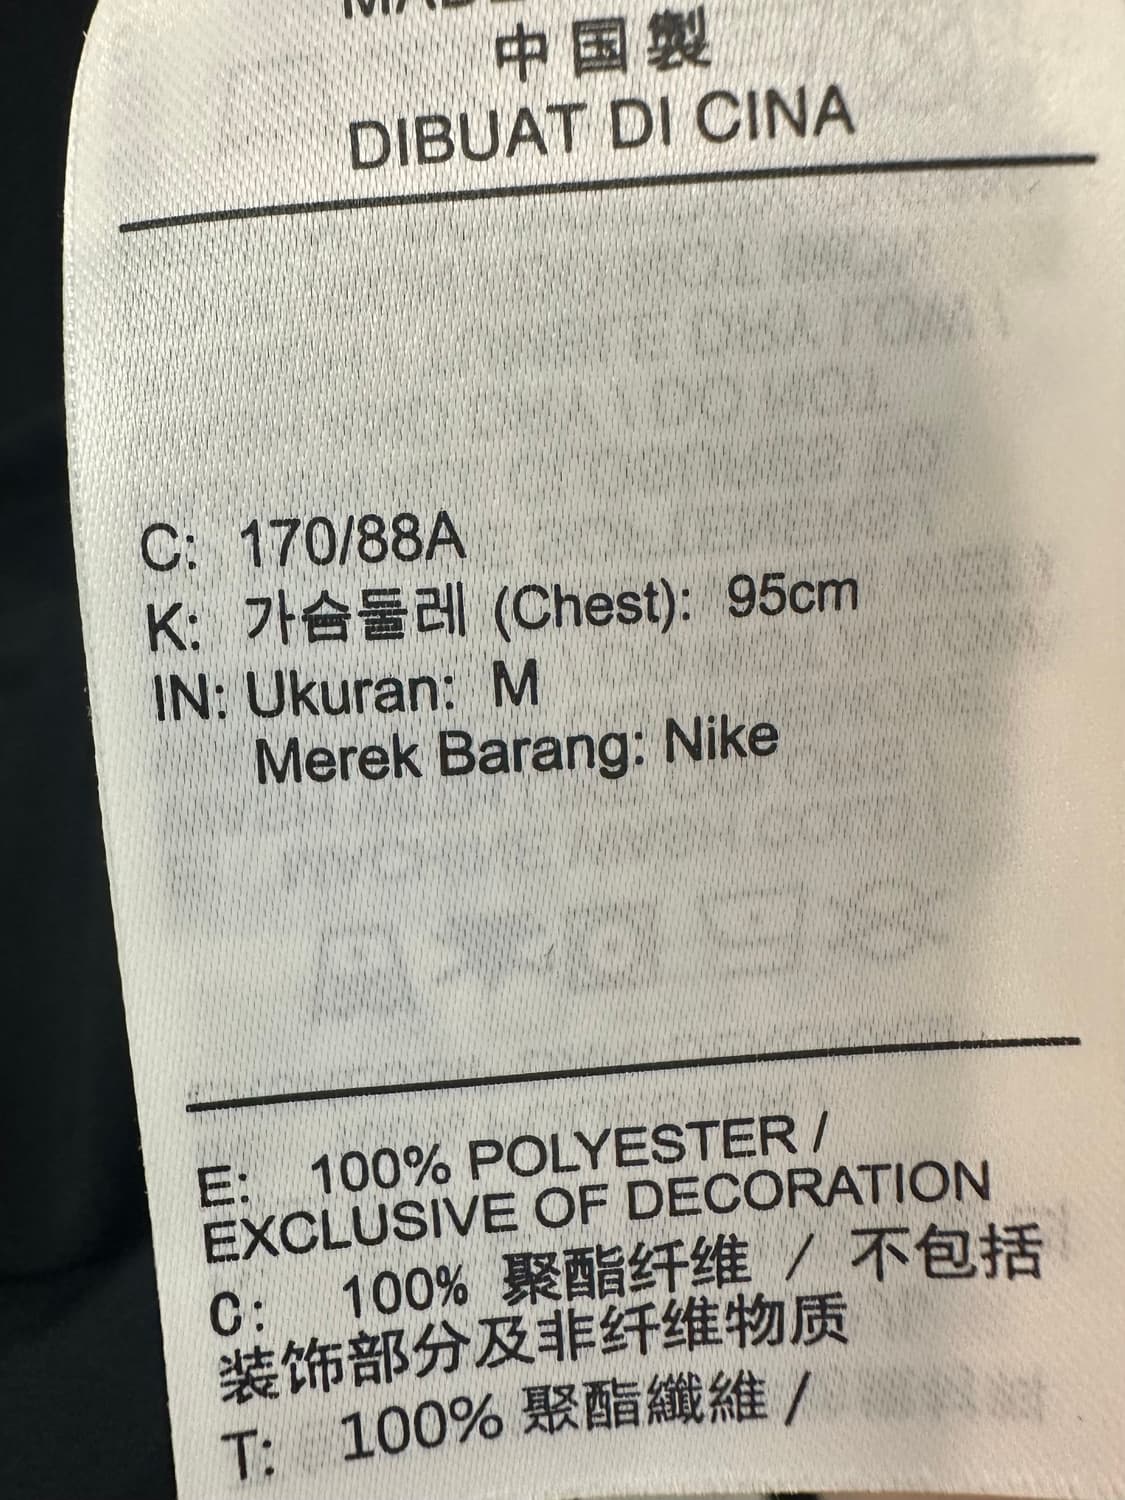 中国製
DIBUAT DI CINA
C: 170/88A
K: 가슴둘레 (Chest): 95cm
IN: Ukuran: M
Merek Barang: Nike
E: 100% POLYESTER /
EXCLUSIVE OF DECORATION
C: 100% 聚酯纤维 / 不包括
装饰部分及非纤维物质
T: 100% 聚酯纖維 /